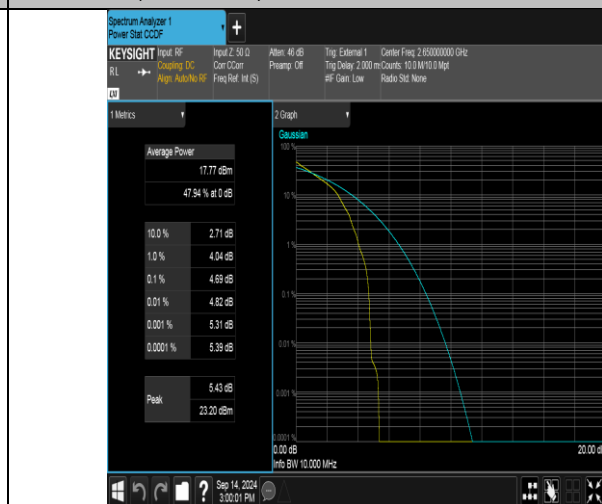 Spectrum Analyzer 1
Power Stat CCDF
+
KEYSIGHT
RL
LXI
Input: RF
Coupling: DC
Align: Auto/No RF
Input Z: 50 Ω
Corr CCorr
Freq Ref: Int (S)
Atten: 46 dB
Preamp: Off
Trig: External 1
Trig Delay: 2.000 m
#IF Gain: Low
Center Freq: 2.650000000 GHz
Counts: 10.0 M/10.0 Mpt
Radio Std: None
1 Metrics
Average Power
17.77 dBm
47.94 % at 0 dB
10.0 % 2.71 dB
1.0 % 4.04 dB
0.1 % 4.69 dB
0.01 % 4.82 dB
0.001 % 5.31 dB
0.0001 % 5.39 dB
Peak
5.43 dB
23.20 dBm
2 Graph
Gaussian
100 %
10 %
1 %
0.1 %
0.01 %
0.001 %
0.0001 %
0.00 dB
20.00 d
Info BW 10.000 MHz
?
Sep 14, 2024
3:00:01 PM